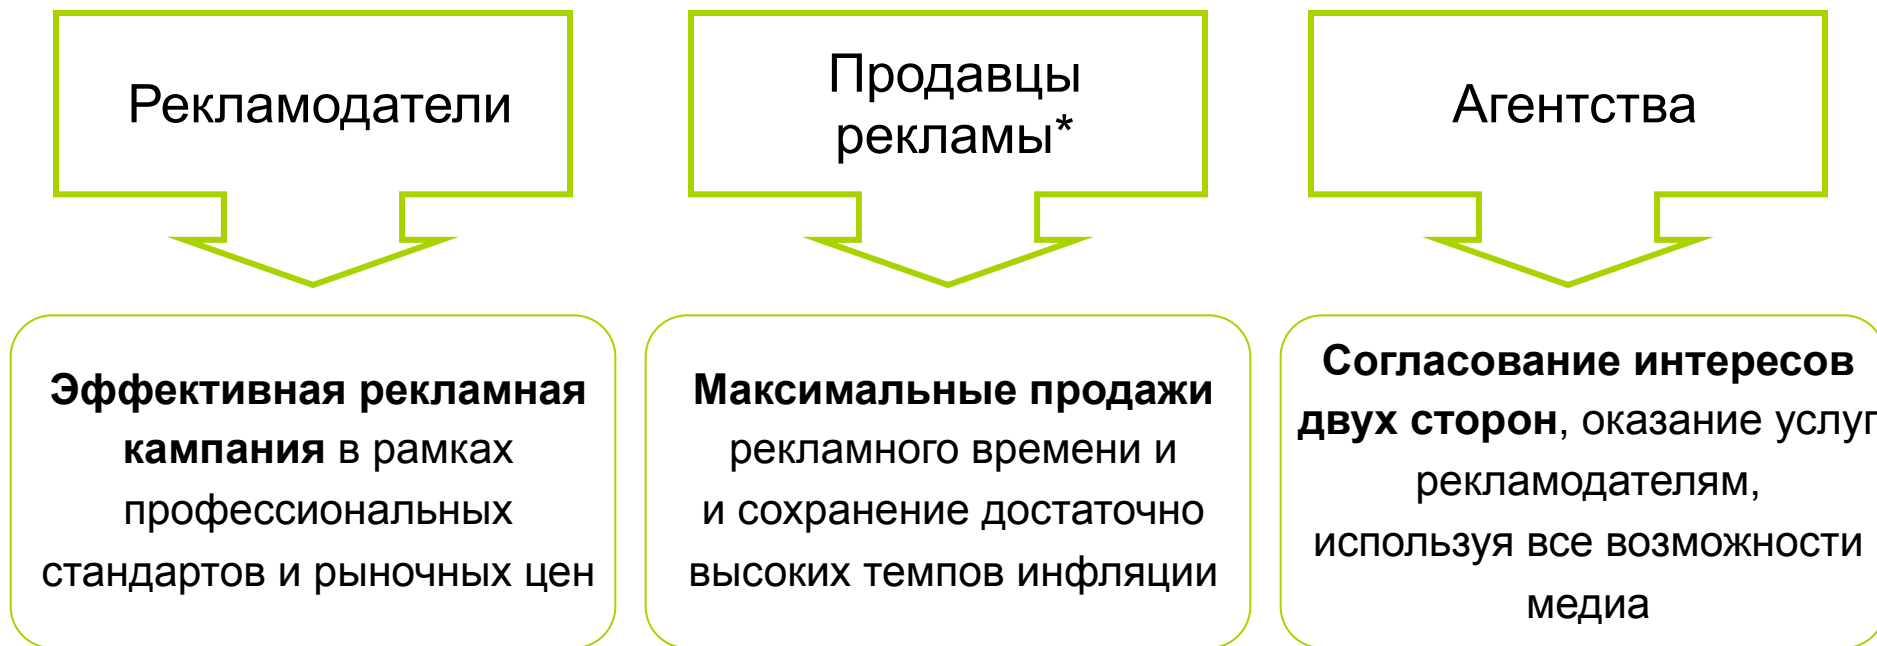 Рекламодатели
Продавцы
рекламы*
Агентства
Эффективная рекламная
кампания в рамках
профессиональных
стандартов и рыночных цен
Максимальные продажи
рекламного времени и
и сохранение достаточно
высоких темпов инфляции
Согласование интересов
двух сторон, оказание услуг
рекламодателям,
используя все возможности
медиа